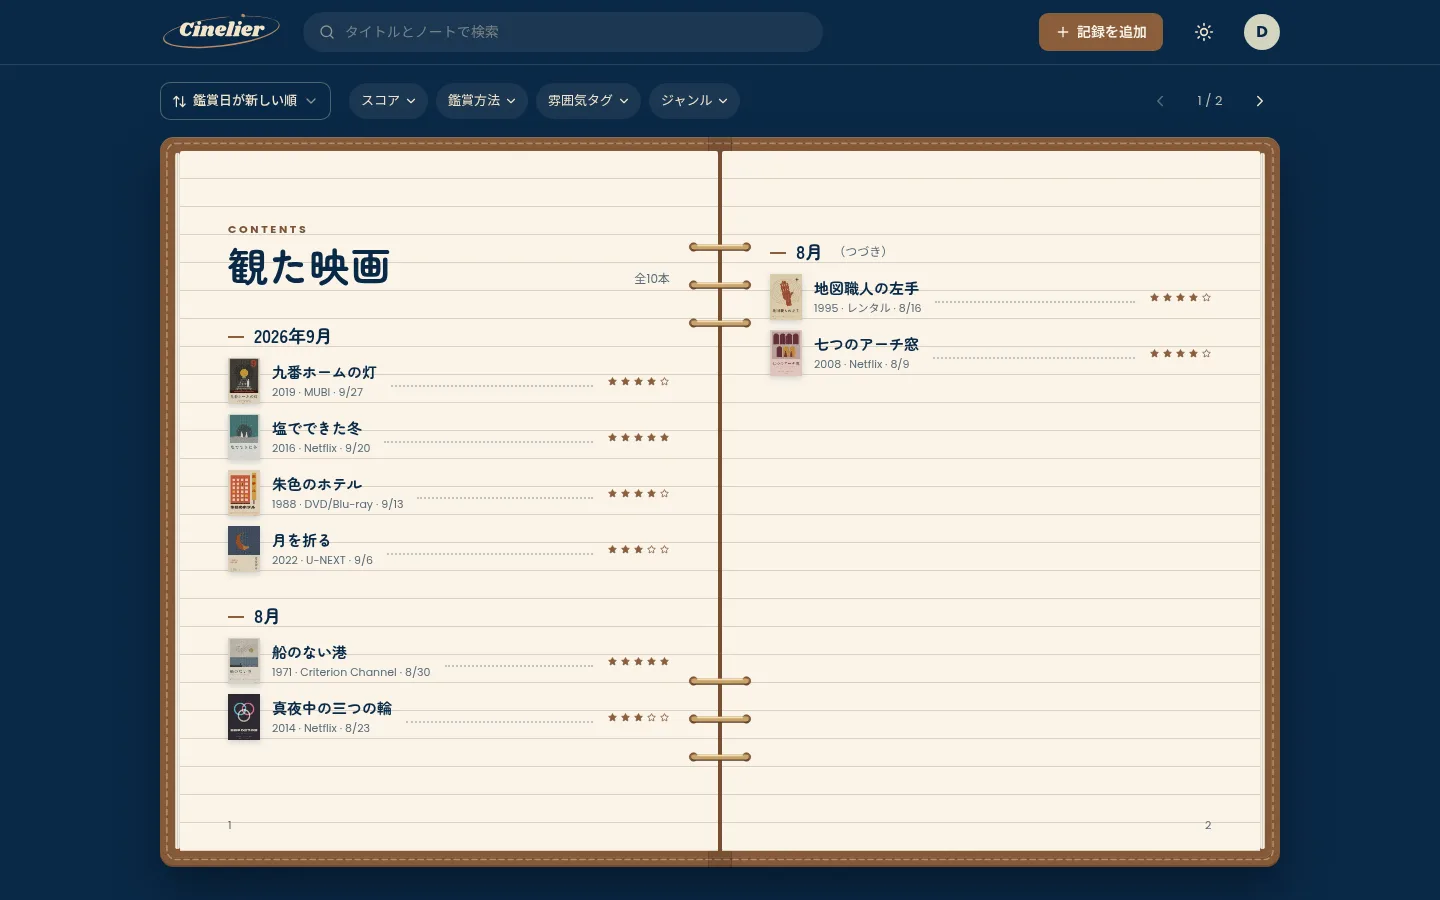 Cinelier
タイトルとノートで検索
記録を追加
D
鑑賞日が新しい順
スコア
鑑賞方法
雰囲気タグ
ジャンル
1 / 2
CONTENTS
観た映画
全10本
2026年9月
九番ホームの灯
2019 · MUBI · 9/27
塩でできた冬
2016 · Netflix · 9/20
朱色のホテル
1988 · DVD/Blu-ray · 9/13
月を折る
2022 · U-NEXT · 9/6
8月
船のない港
1971 · Criterion Channel · 8/30
真夜中の三つの輪
2014 · Netflix · 8/23
1
8月 （つづき）
地図職人の左手
1995 · レンタル · 8/16
七つのアーチ窓
2008 · Netflix · 8/9
2